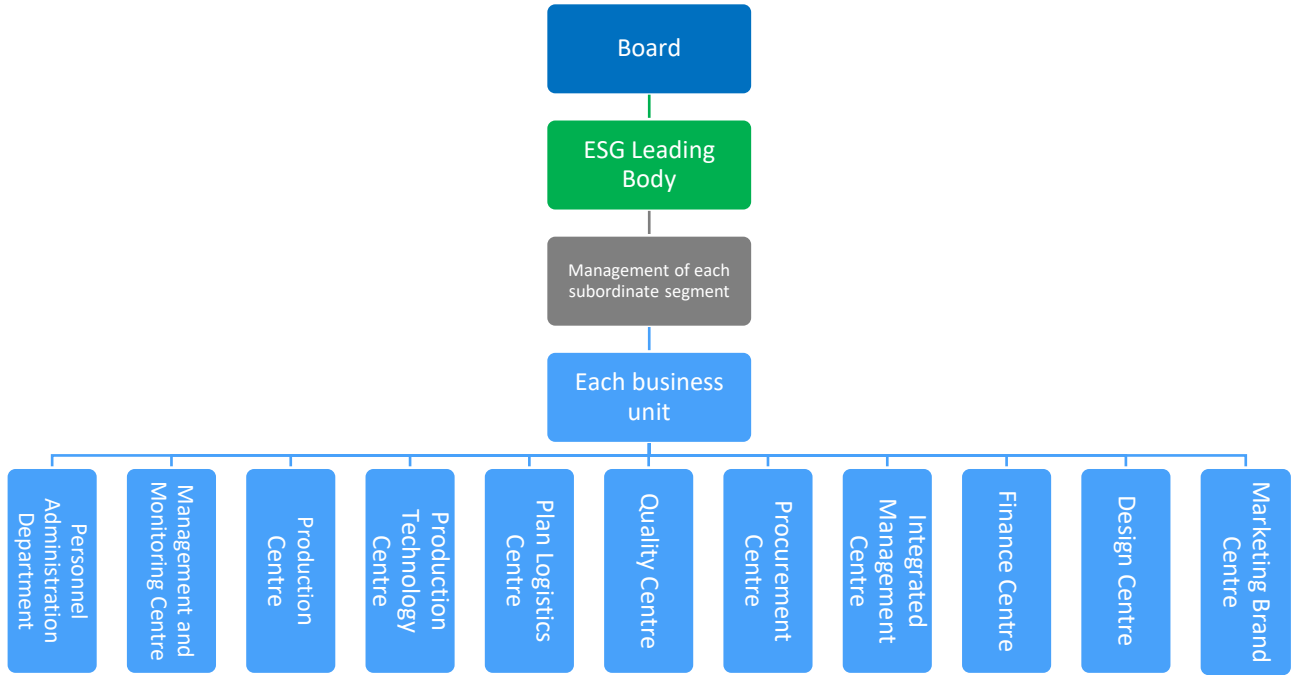 Board
ESG Leading
Body
Management of each
subordinate segment
Each business
unit
Personnel
Administration
Department
Management and
Monitoring Centre
Production
Centre
Production
Technology
Centre
Plan Logistics
Centre
Quality Centre
Procurement
Centre
Integrated
Management
Centre
Finance Centre
Design Centre
Marketing Brand
Centre